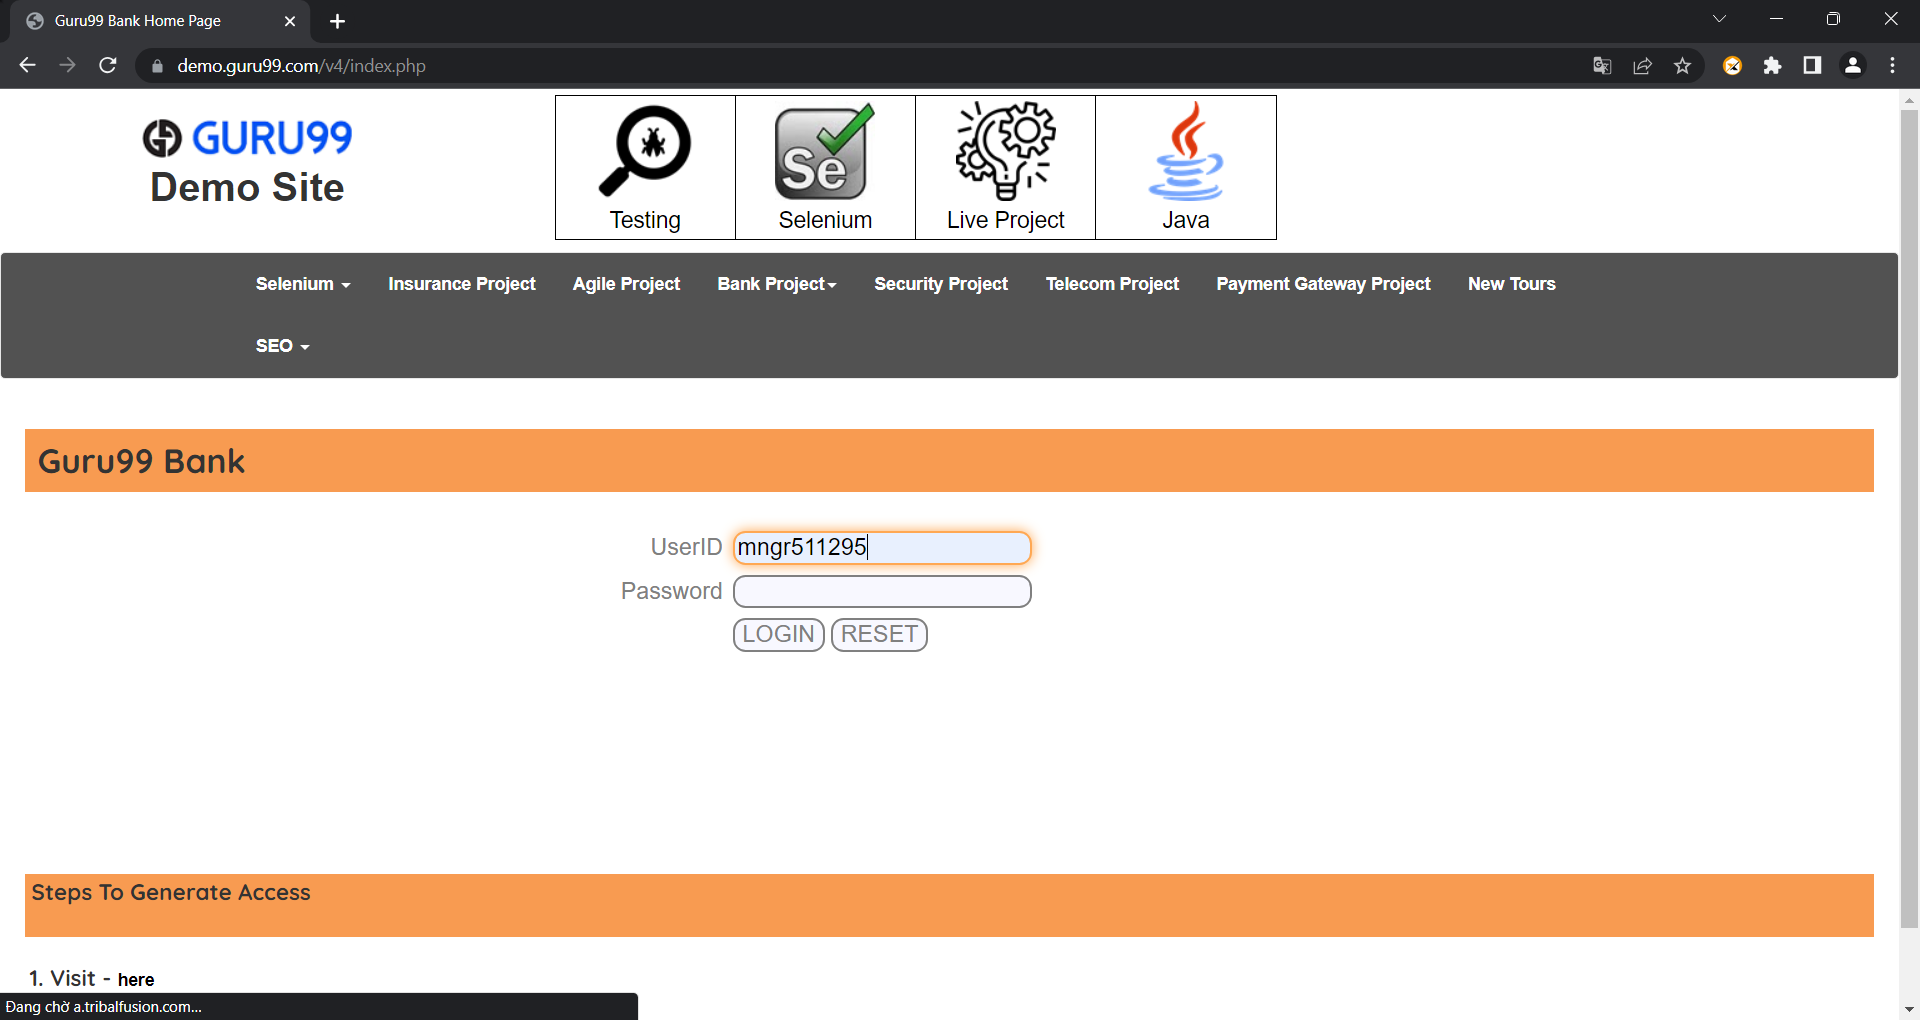 Guru99 Bank Home Page
demo.guru99.com/v4/index.php
GURU99
Demo Site
Se
Testing
Selenium
Live Project
Java
Selenium
Insurance Project
Agile Project
Bank Project
Security Project
Telecom Project
Payment Gateway Project
New Tours
SEO
Guru99 Bank
UserID
mngr511295
Password
LOGIN
RESET
Steps To Generate Access
1. Visit - here
Đang chờ a.tribalfusion.com...